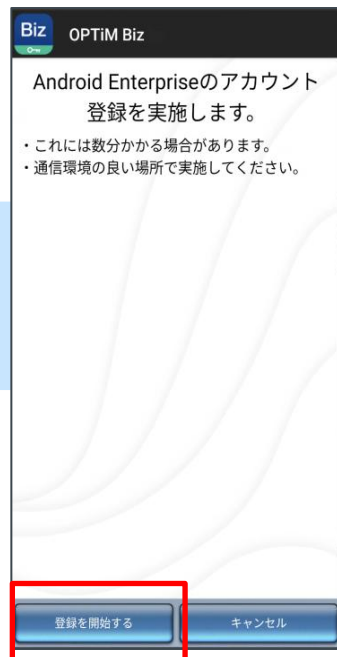 Biz
OPTiM Biz
Android Enterpriseのアカウント
登録を実施します。
・これには数分かかる場合があります。
・通信環境の良い場所で実施してください。
登録を開始する
キャンセル